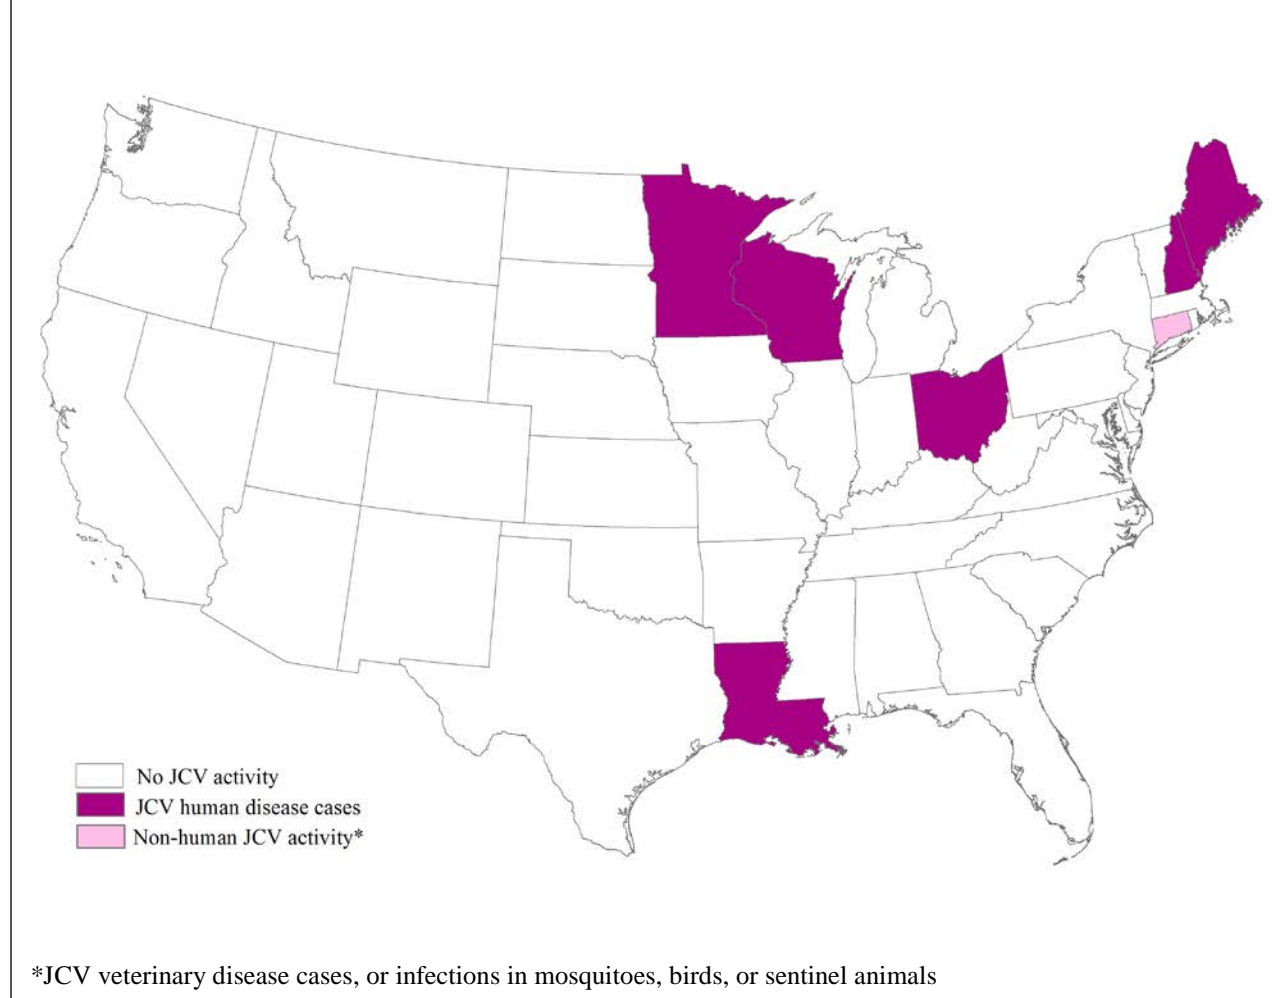 No JCV activity
JCV human disease cases
Non-human JCV activity*
*JCV veterinary disease cases, or infections in mosquitoes, birds, or sentinel animals